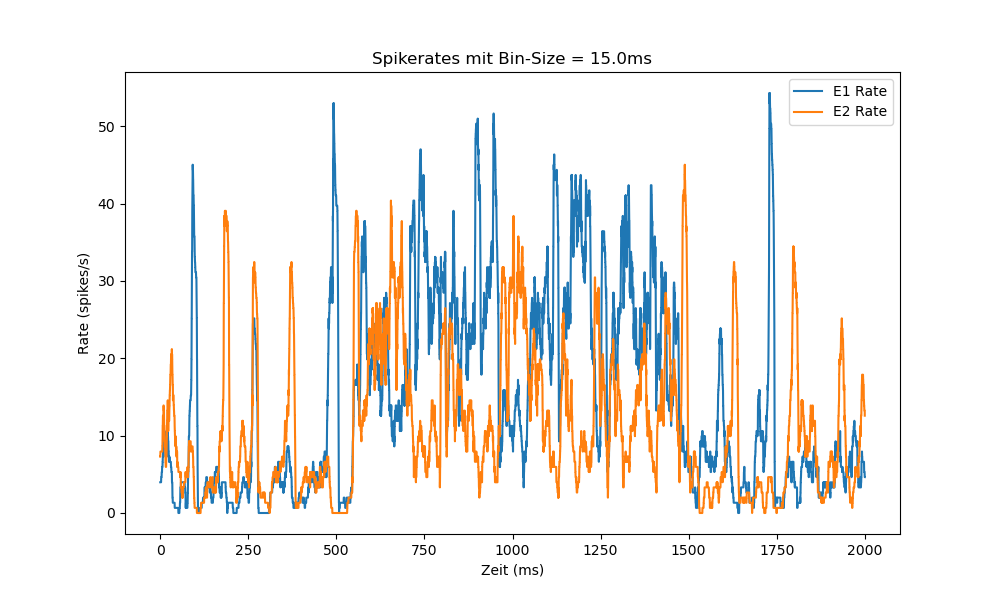 Spikerates mit Bin-Size = 15.0ms
E1 Rate
E2 Rate
Rate (spikes/s)
50
40
30
20
10
0
0 250 500 750 1000 1250 1500 1750 2000
Zeit (ms)